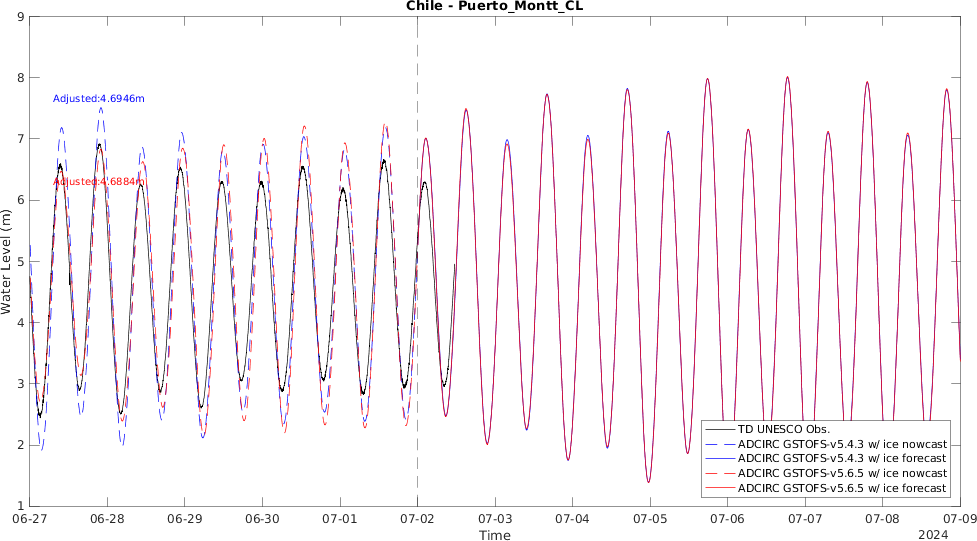 Chile - Puerto_Montt_CL
9
8
7
6
5
4
3
2
1
Water Level (m)
Adjusted:4.6946m
Adjusted:4.6884m
TD UNESCO Obs.
ADCIRC GSTOFS-v5.4.3 w/ ice nowcast
ADCIRC GSTOFS-v5.4.3 w/ ice forecast
ADCIRC GSTOFS-v5.6.5 w/ ice nowcast
ADCIRC GSTOFS-v5.6.5 w/ ice forecast
06-27 06-28 06-29 06-30 07-01 07-02 07-03 07-04 07-05 07-06 07-07 07-08 07-09
Time
2024